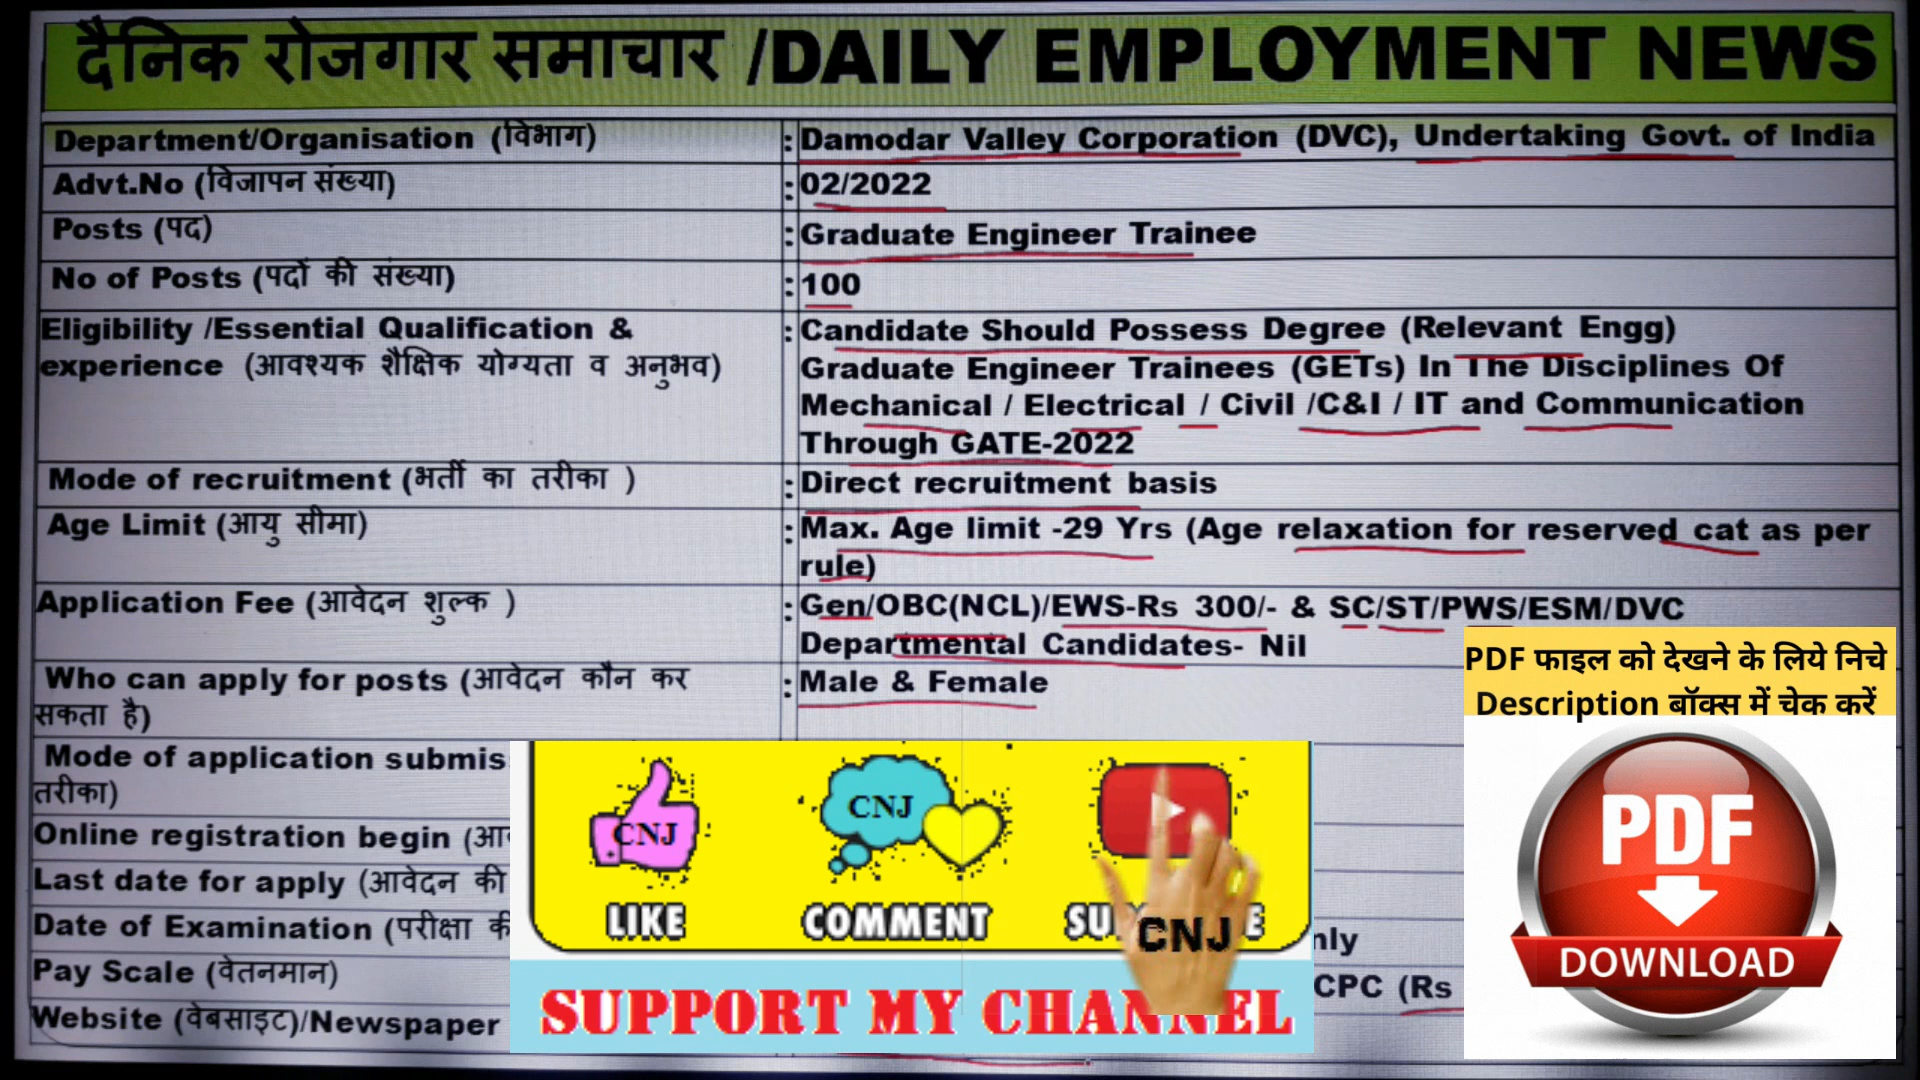 दैनिक रोजगार समाचार /DAILY EMPLOYMENT NEWS
Department/Organisation (विभाग)
: Damodar Valley Corporation (DVC), Undertaking Govt. of India
Advt.No (विज्ञापन संख्या)
: 02/2022
Posts (पद)
: Graduate Engineer Trainee
No of Posts (पदों की संख्या)
: 100
Eligibility /Essential Qualification &
experience (आवश्यक शैक्षिक योग्यता व अनुभव)
: Candidate Should Possess Degree (Relevant Engg)
Graduate Engineer Trainees (GETs) In The Disciplines Of
Mechanical / Electrical / Civil /C&I / IT and Communication
Through GATE-2022
Mode of recruitment (भर्ती का तरीका )
: Direct recruitment basis
Age Limit (आयु सीमा)
: Max. Age limit -29 Yrs (Age relaxation for reserved cat as per
rule)
Application Fee (आवेदन शुल्क )
: Gen/OBC(NCL)/EWS-Rs 300/- & SC/ST/PWS/ESM/DVC
Departmental Candidates- Nil
Who can apply for posts (आवेदन कौन कर
सकता है)
: Male & Female
Mode of application submis
तरीका)
Online registration begin (आ
Last date for apply (आवेदन की
Date of Examination (परीक्षा की
nly
Pay Scale (वेतनमान)
CPC (Rs
Website (वेबसाइट)/Newspaper
PDF फाइल को देखने के लिये निचे
Description बॉक्स में चेक करें
PDF
DOWNLOAD
CNJ
CNJ
LIKE
COMMENT
CNJ
SUPPORT MY CHANNEL